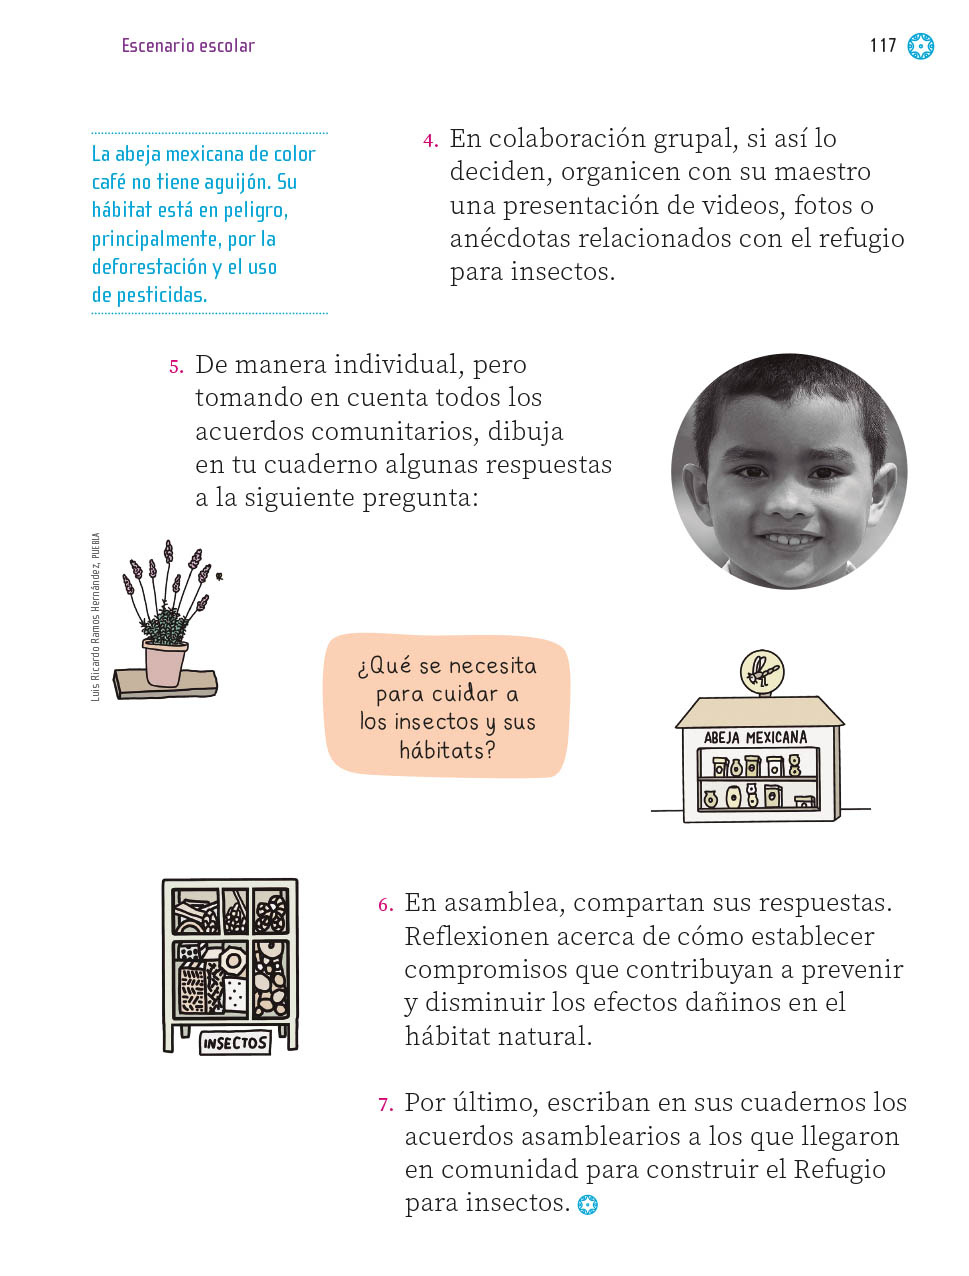 Escenario escolar
117
La abeja mexicana de color
café no tiene aguijón. Su
hábitat está en peligro,
principalmente, por la
deforestación y el uso
de pesticidas.
4. En colaboración grupal, si así lo
deciden, organicen con su maestro
una presentación de videos, fotos o
anécdotas relacionados con el refugio
para insectos.
5. De manera individual, pero
tomando en cuenta todos los
acuerdos comunitarios, dibuja
en tu cuaderno algunas respuestas
a la siguiente pregunta:
Luis Ricardo Ramos Hernández, PUEBLA
¿Qué se necesita
para cuidar a
los insectos y sus
hábitats?
ABEJA MEXICANA
INSECTOS
6. En asamblea, compartan sus respuestas.
Reflexionen acerca de cómo establecer
compromisos que contribuyan a prevenir
y disminuir los efectos dañinos en el
hábitat natural.
7. Por último, escriban en sus cuadernos los
acuerdos asamblearios a los que llegaron
en comunidad para construir el Refugio
para insectos.